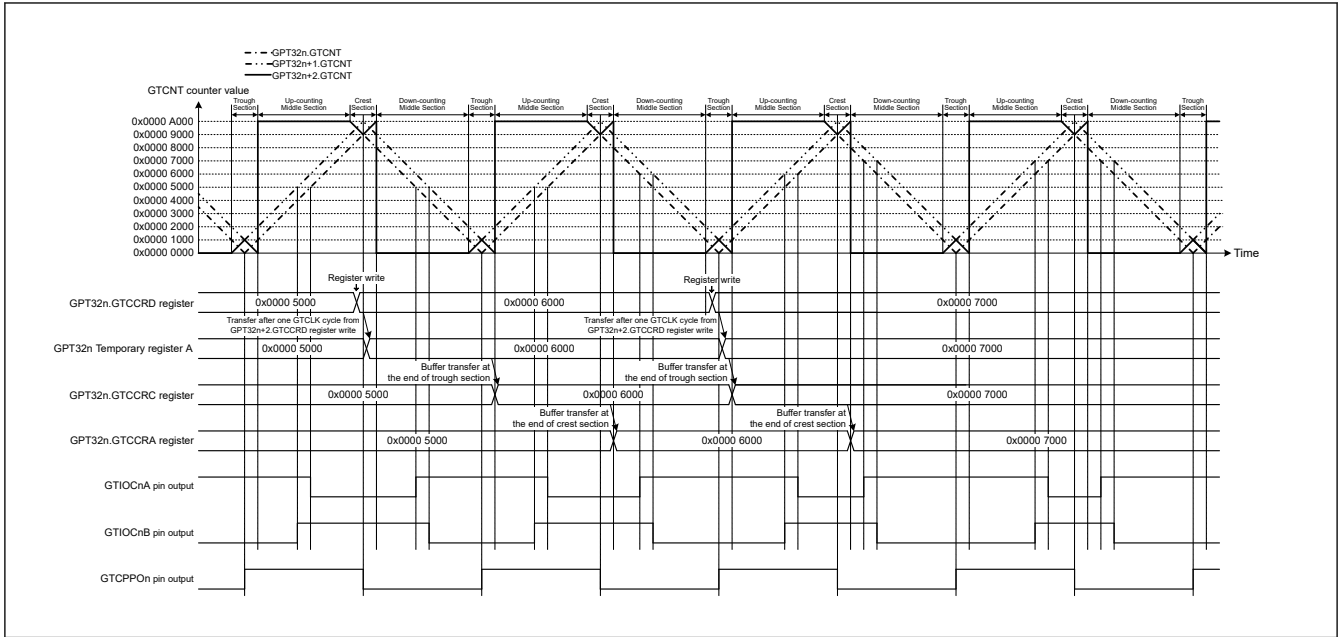 GPT32n.GTCNT
GPT32n+1.GTCNT
GPT32n+2.GTCNT
GTCNT counter value
Trough Section
Up-counting Middle Section
Crest Section
Down-counting Middle Section
Trough Section
Up-counting Middle Section
Crest Section
Down-counting Middle Section
Trough Section
Up-counting Middle Section
Crest Section
Down-counting Middle Section
Trough Section
Up-counting Middle Section
Crest Section
Down-counting Middle Section
Trough Section
0x0000 A000
0x0000 9000
0x0000 8000
0x0000 7000
0x0000 6000
0x0000 5000
0x0000 4000
0x0000 3000
0x0000 2000
0x0000 1000
0x0000 0000
Time
Register write
Register write
GPT32n.GTCCRD register
0x0000 5000
0x0000 6000
0x0000 7000
Transfer after one GTCLK cycle from
GPT32n+2.GTCCRD register write
Transfer after one GTCLK cycle from
GPT32n+2.GTCCRD register write
GPT32n Temporary register A
0x0000 5000
0x0000 6000
0x0000 7000
Buffer transfer at
the end of trough section
Buffer transfer at
the end of trough section
GPT32n.GTCCRC register
0x0000 5000
0x0000 6000
0x0000 7000
Buffer transfer at
the end of crest section
Buffer transfer at
the end of crest section
GPT32n.GTCCRA register
0x0000 5000
0x0000 6000
0x0000 7000
GTIOCnA pin output
GTIOCnB pin output
GTCPPOn pin output